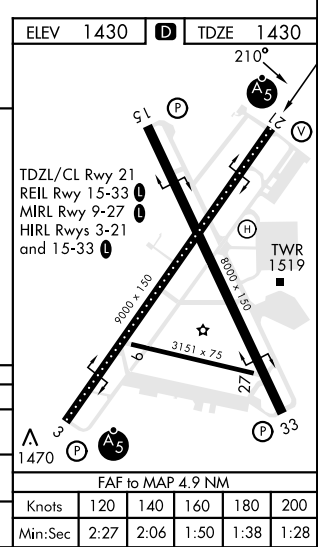 ELEV 1430 D TDZE 1430
210°
A5
15
P
21
V
TDZL/CL Rwy 21
REIL Rwy 15-33 L
MIRL Rwy 9-27 L
HIRL Rwys 3-21
and 15-33 L
H
TWR
1519
9000 x 150
8000 x 150
3151 x 75
9
27
3
33
P
P
A5
1470
FAF to MAP 4.9 NM
Knots 120 140 160 180 200
Min:Sec 2:27 2:06 1:50 1:38 1:28